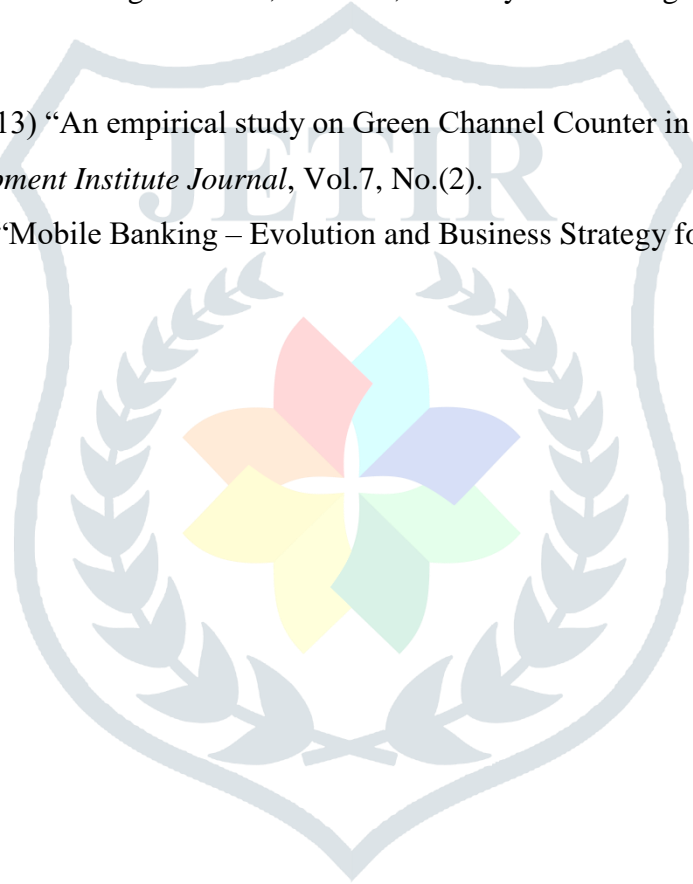 13) “An empirical study on Green Channel Counter in
pment Institute Journal, Vol.7, No.(2).
“Mobile Banking – Evolution and Business Strategy fo
JETIR